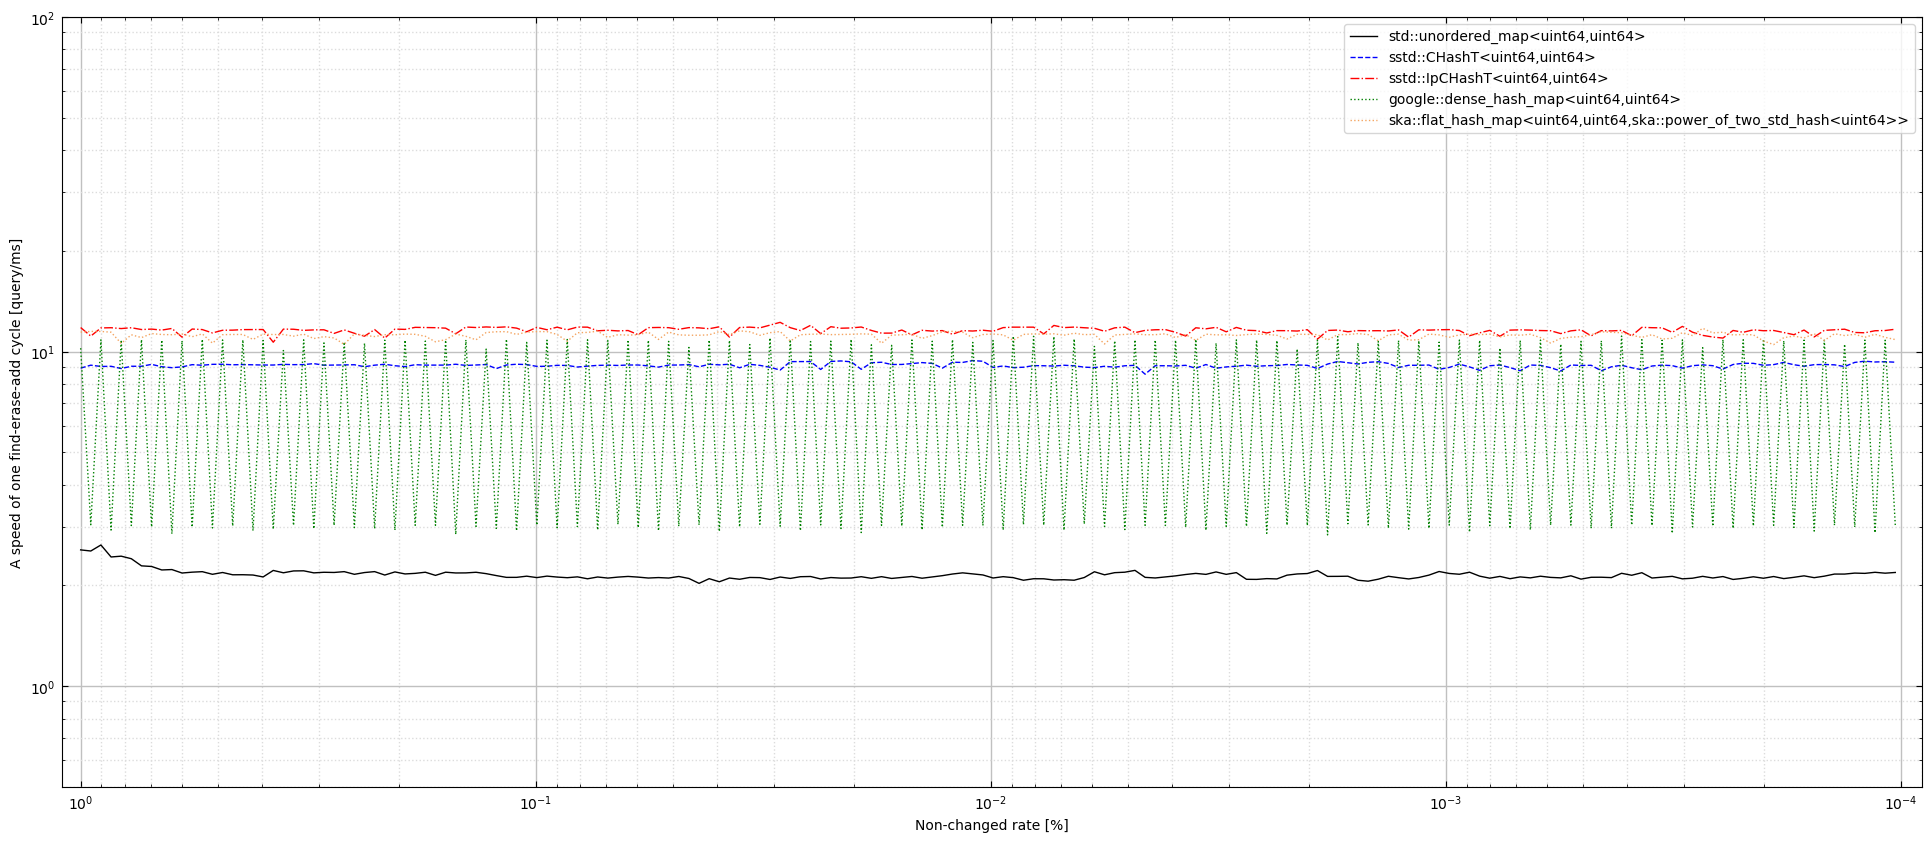 10²
10¹
10⁰
A speed of one find-erase-add cycle [query/ms]
std::unordered_map<uint64,uint64>
sstd::CHashT<uint64,uint64>
sstd::IpCHashT<uint64,uint64>
google::dense_hash_map<uint64,uint64>
ska::flat_hash_map<uint64,uint64,ska::power_of_two_std_hash<uint64>>
10⁰ 10⁻¹ 10⁻² 10⁻³ 10⁻⁴
Non-changed rate [%]